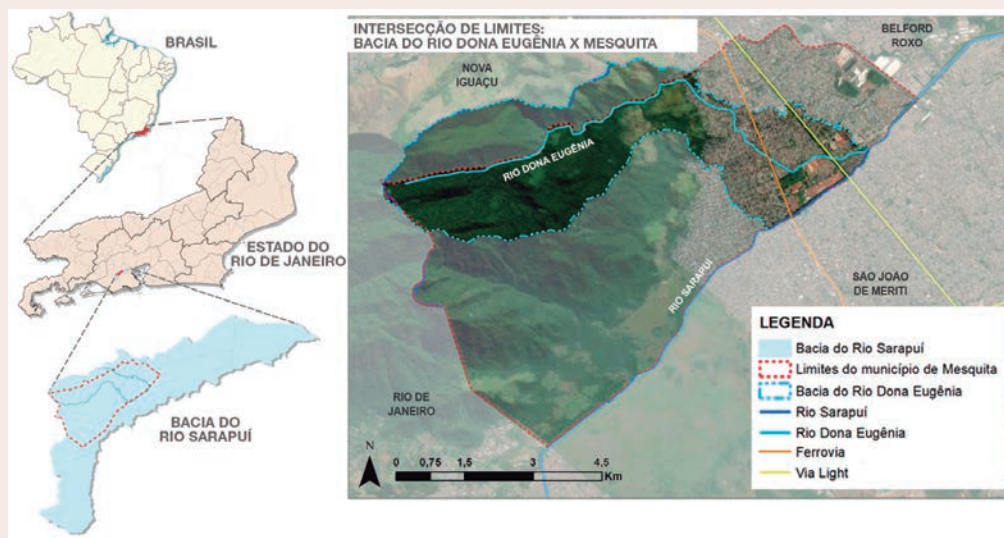 BRASIL
ESTADO DO
RIO DE JANEIRO
BACIA DO
RIO SARAPUÍ
INTERSECÇÃO DE LIMITES:
BACIA DO RIO DONA EUGÊNIA X MESQUITA
NOVA
IGUAÇU
BELFORD
ROXO
RIO DONA EUGÊNIA
RIO SARAPUÍ
SÃO JOÃO
DE MERITI
RIO DE
JANEIRO
N
0 0,75 1,5 3 4,5
Km
LEGENDA
Bacia do Rio Sarapuí
Limites do município de Mesquita
Bacia do Rio Dona Eugênia
Rio Sarapuí
Rio Dona Eugênia
Ferrovia
Via Light